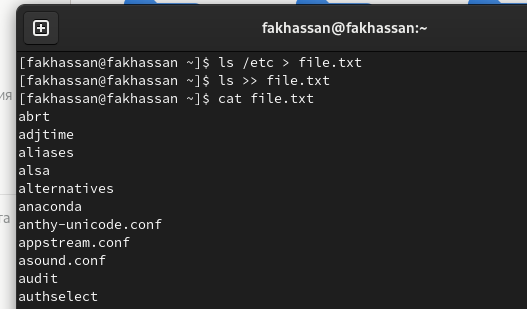 fakhassan@fakhassan:~
[fakhassan@fakhassan ~]$ ls /etc > file.txt
[fakhassan@fakhassan ~]$ ls >> file.txt
[fakhassan@fakhassan ~]$ cat file.txt
abrt
adjtime
aliases
alsa
alternatives
anaconda
anthy-unicode.conf
appstream.conf
asound.conf
audit
authselect